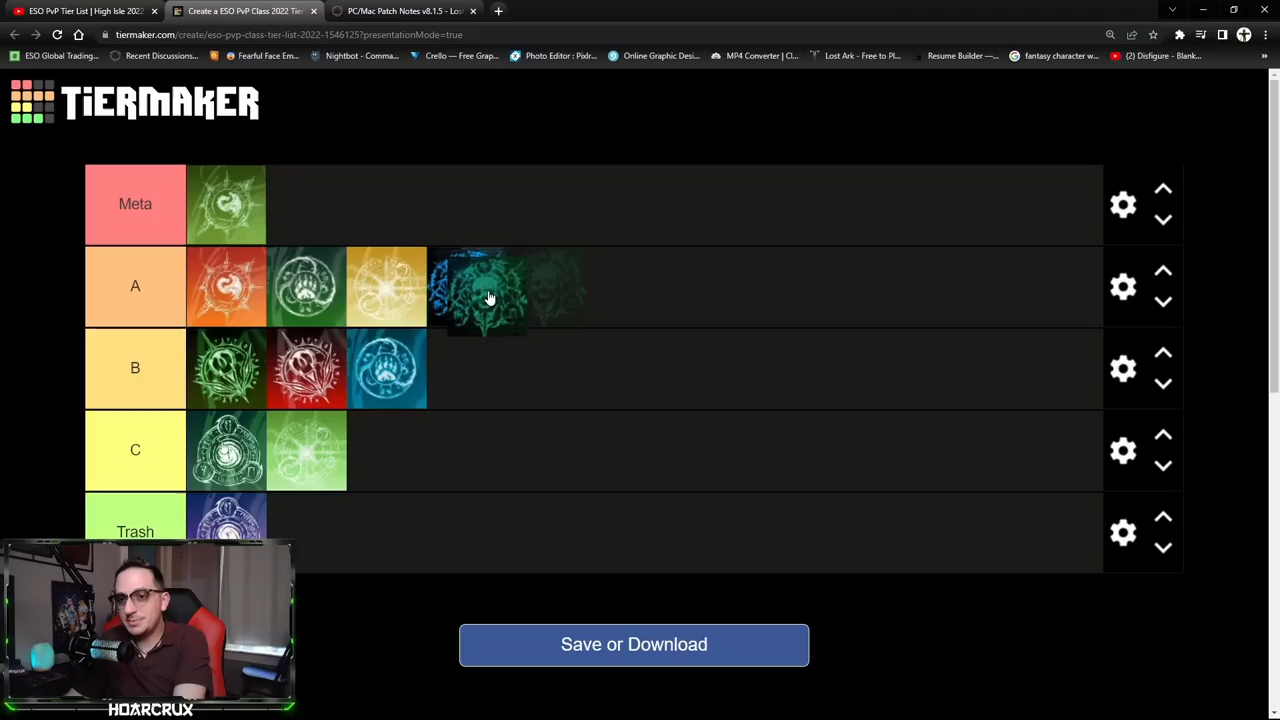 ESO PvP Tier List | High Isle 2022
Create a ESO PvP Class 2022 Tie
PC/Mac Patch Notes v8.1.5 - Los
tiermaker.com/create/eso-pvp-class-tier-list-2022-1546125?presentationMode=true
ESO Global Trading...
Recent Discussions...
Fearful Face Em...
Nightbot - Comma...
Crello — Free Grap...
Photo Editor : Pixlr...
Online Graphic Desi...
MP4 Converter | Cl...
Lost Ark - Free to Pl...
Resume Builder —...
fantasy character w...
(2) Disfigure - Blank...
TiERMAKER
Meta
A
B
C
Trash
Save or Download
HOARCRUX